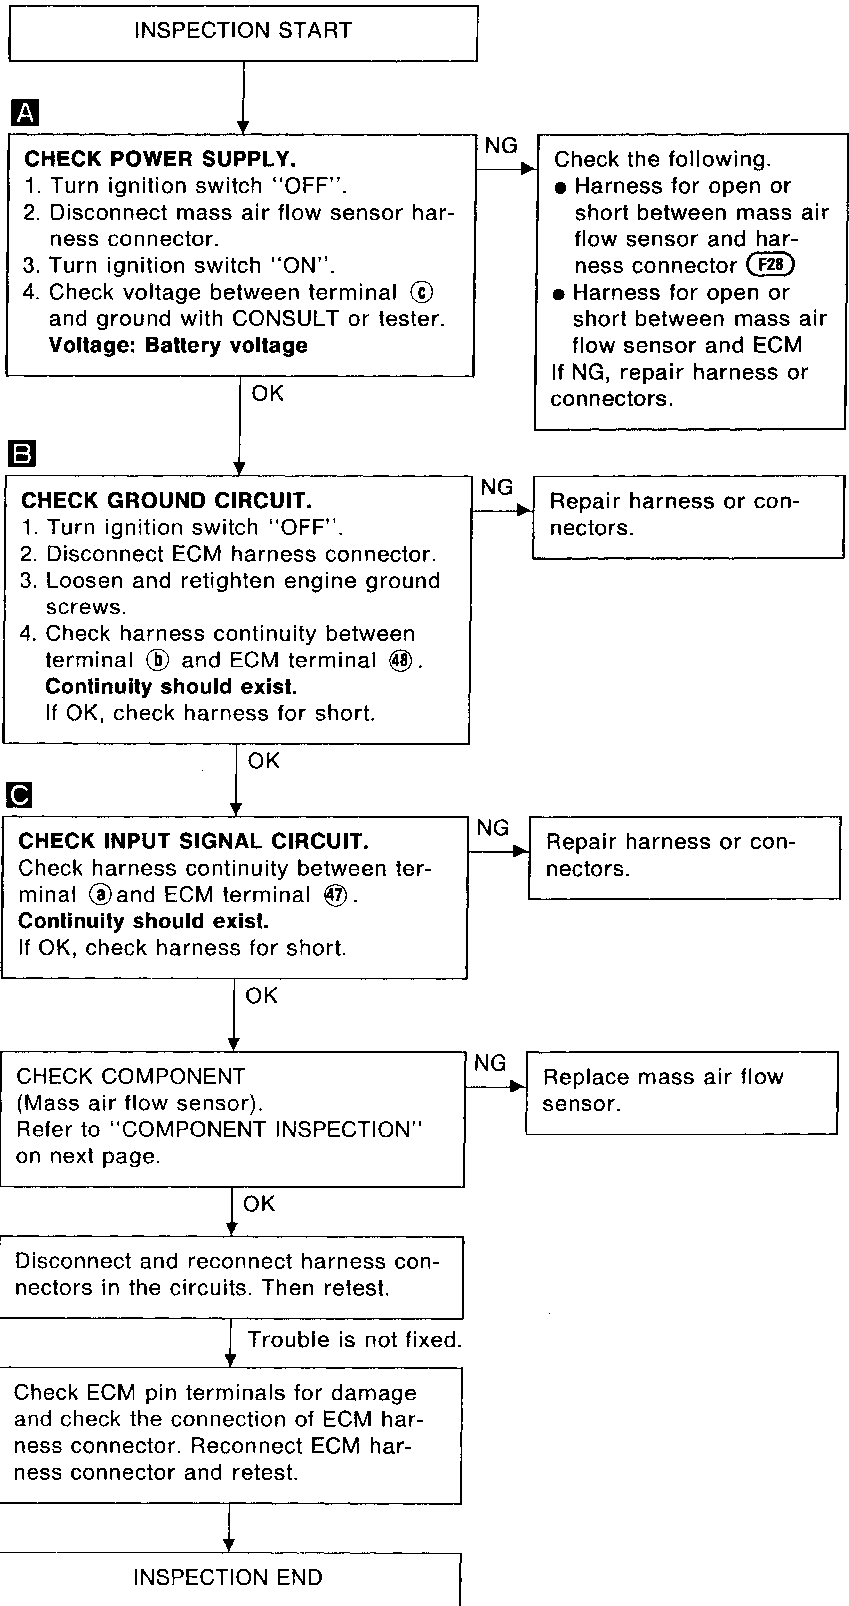 INSPECTION START
A
CHECK POWER SUPPLY.
1. Turn ignition switch "OFF".
2. Disconnect mass air flow sensor har-
ness connector.
3. Turn ignition switch "ON".
4. Check voltage between terminal ⓒ
and ground with CONSULT or tester.
Voltage: Battery voltage
NG
Check the following.
● Harness for open or
short between mass air
flow sensor and har-
ness connector F28
● Harness for open or
short between mass air
flow sensor and ECM
If NG, repair harness or
connectors.
OK
B
CHECK GROUND CIRCUIT.
1. Turn ignition switch "OFF".
2. Disconnect ECM harness connector.
3. Loosen and retighten engine ground
screws.
4. Check harness continuity between
terminal ⓑ and ECM terminal ㊽.
Continuity should exist.
If OK, check harness for short.
NG
Repair harness or con-
nectors.
OK
C
CHECK INPUT SIGNAL CIRCUIT.
Check harness continuity between ter-
minal ⓐ and ECM terminal ㊼.
Continuity should exist.
If OK, check harness for short.
NG
Repair harness or con-
nectors.
OK
CHECK COMPONENT
(Mass air flow sensor).
Refer to "COMPONENT INSPECTION"
on next page.
NG
Replace mass air flow
sensor.
OK
Disconnect and reconnect harness con-
nectors in the circuits. Then retest.
Trouble is not fixed.
Check ECM pin terminals for damage
and check the connection of ECM har-
ness connector. Reconnect ECM har-
ness connector and retest.
INSPECTION END